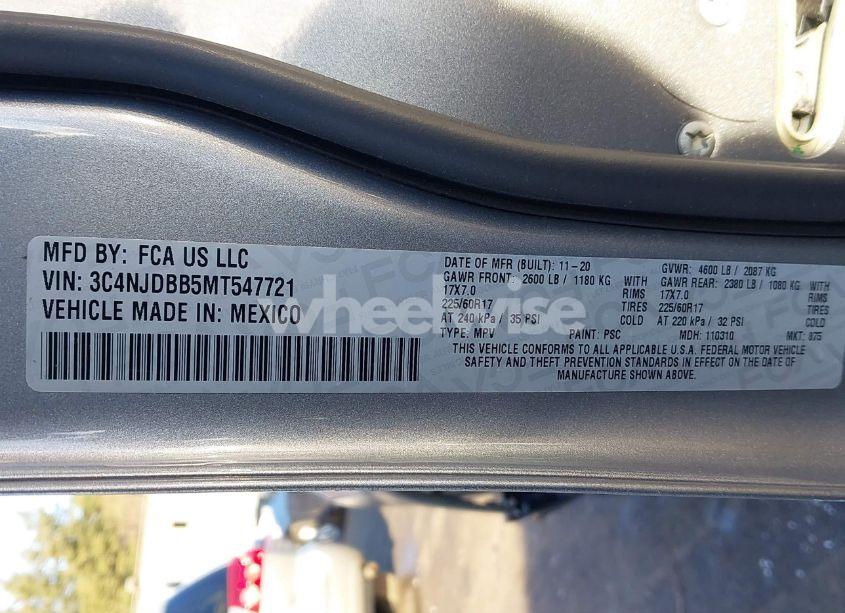 MFD BY: FCA US LLC
VIN: 3C4NJDBB5MT547721
VEHICLE MADE IN: MEXICO
DATE OF MFR (BUILT): 11-20 GVWR: 4600 LB / 2087 KG
GAWR FRONT: 2600 LB / 1180 KG WITH GAWR REAR: 2380 LB / 1080 KG WITH
17X7.0 RIMS 17X7.0 RIMS
225/60R17 TIRES 225/60R17 TIRES
AT 240 kPa / 35 PSI COLD AT 220 kPa / 32 PSI COLD
TYPE: MPV PAINT: PSC MDH: 110310 MKT: 875
THIS VEHICLE CONFORMS TO ALL APPLICABLE U.S.A. FEDERAL MOTOR VEHICLE
SAFETY AND THEFT PREVENTION STANDARDS IN EFFECT ON THE DATE OF
MANUFACTURE SHOWN ABOVE.
wheelwise